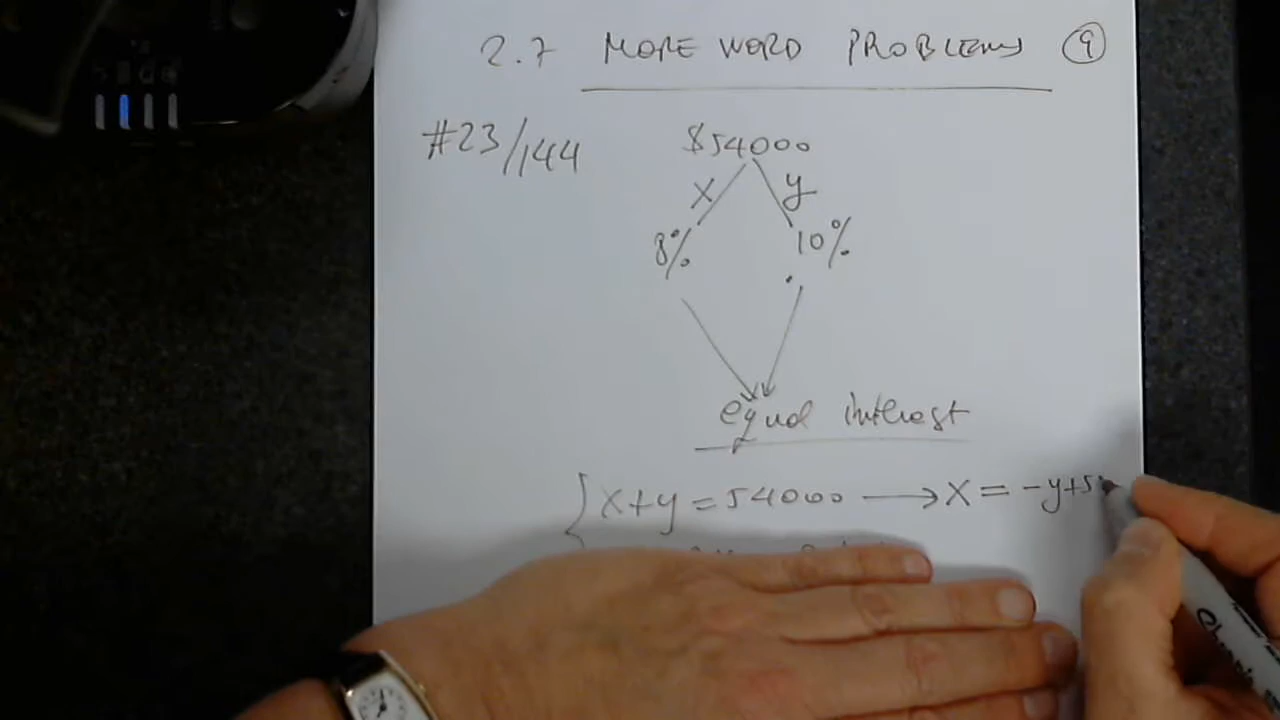 2.7 MORE WORD PROBLEMS 9
#23/144
$54000
x y
8% 10%
equal interest
x+y = 54000 → x = -y+5